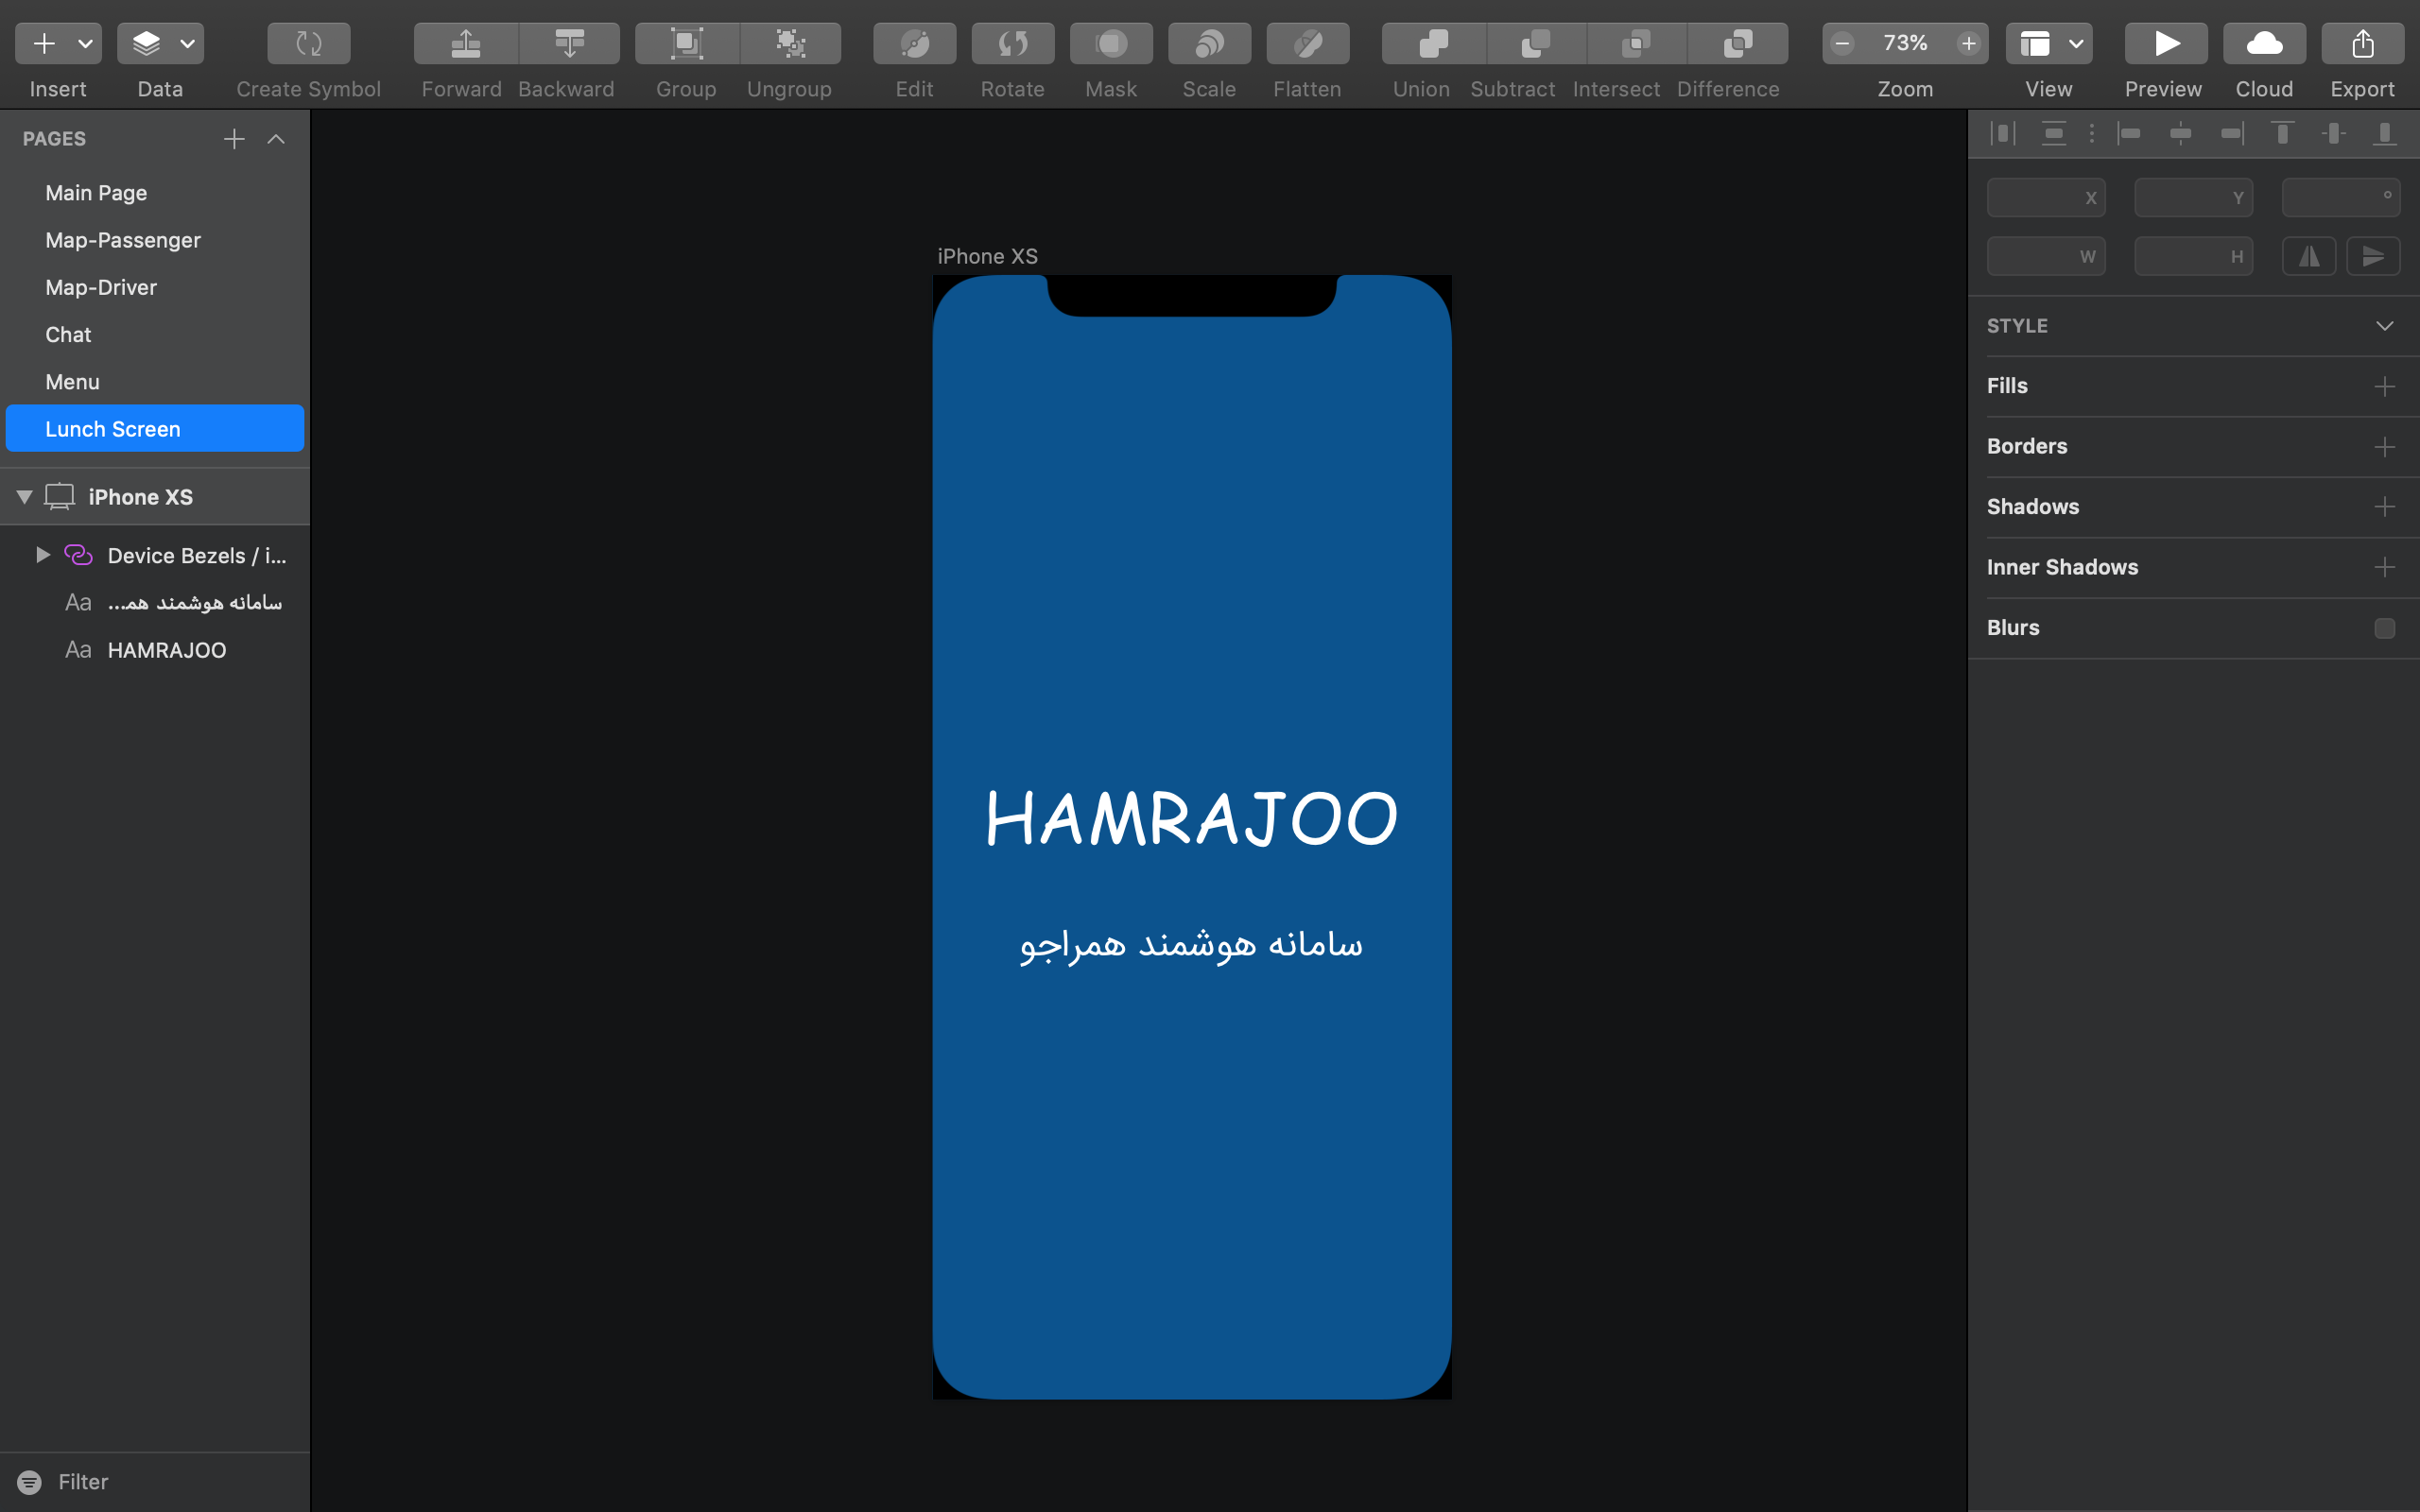 Insert
Data
Create Symbol
Forward
Backward
Group
Ungroup
Edit
Rotate
Mask
Scale
Flatten
Union
Subtract
Intersect
Difference
73%
Zoom
View
Preview
Cloud
Export
PAGES
Main Page
Map-Passenger
Map-Driver
Chat
Menu
Lunch Screen
iPhone XS
Device Bezels / i...
Aa سامانه هوشمند همـ...
Aa HAMRAJOO
Filter
iPhone XS
HAMRAJOO
سامانه هوشمند همراجو
X
Y
°
W
H
STYLE
Fills
Borders
Shadows
Inner Shadows
Blurs